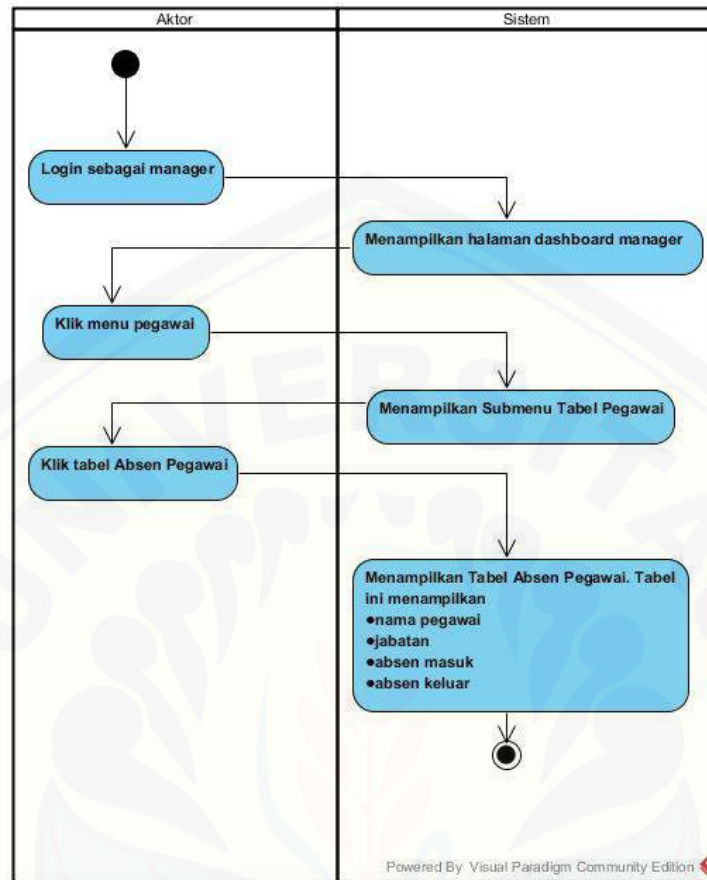 Aktor
Sistem
Login sebagai manager
Menampilkan halaman dashboard manager
Klik menu pegawai
Menampilkan Submenu Tabel Pegawai
Klik tabel Absen Pegawai
Menampilkan Tabel Absen Pegawai. Tabel
ini menampilkan
●nama pegawai
●jabatan
●absen masuk
●absen keluar
UNIVERSITA
Powered By Visual Paradigm Community Edition